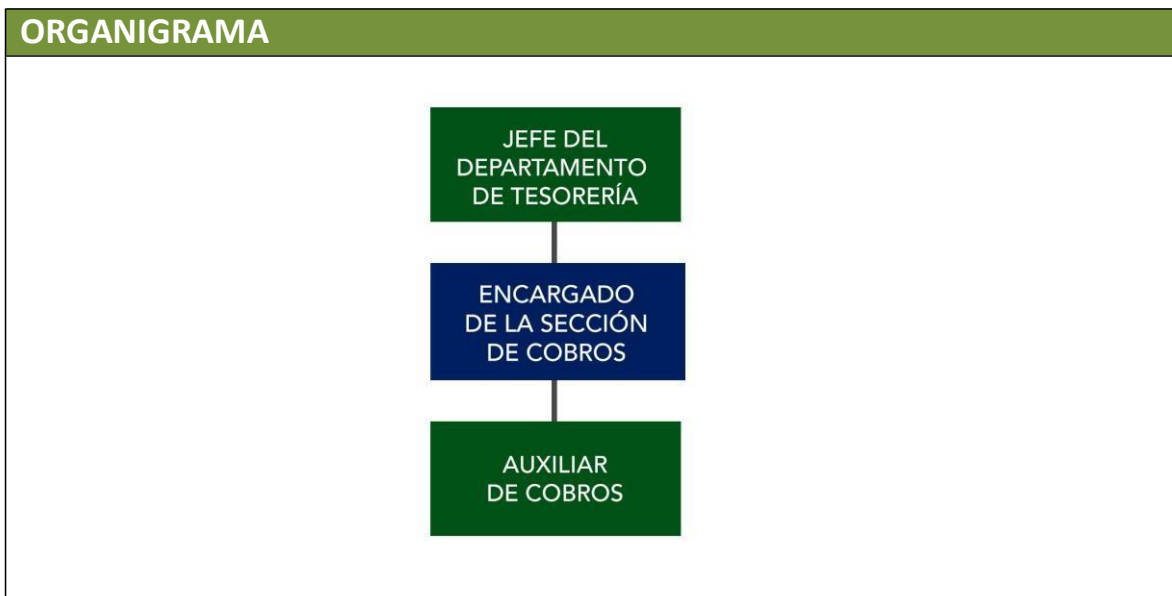 ORGANIGRAMA
JEFE DEL
DEPARTAMENTO
DE TESORERÍA
ENCARGADO
DE LA SECCIÓN
DE COBROS
AUXILIAR
DE COBROS